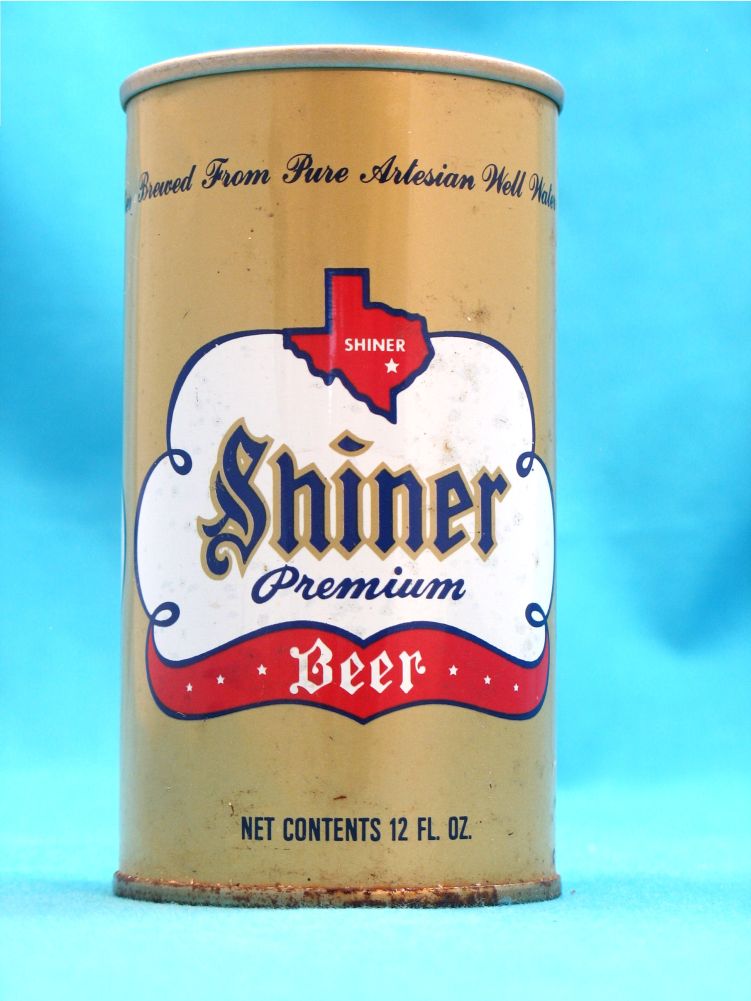 Brewed From Pure Artesian Well Water
SHINER
Shiner
Premium
Beer
NET CONTENTS 12 FL. OZ.